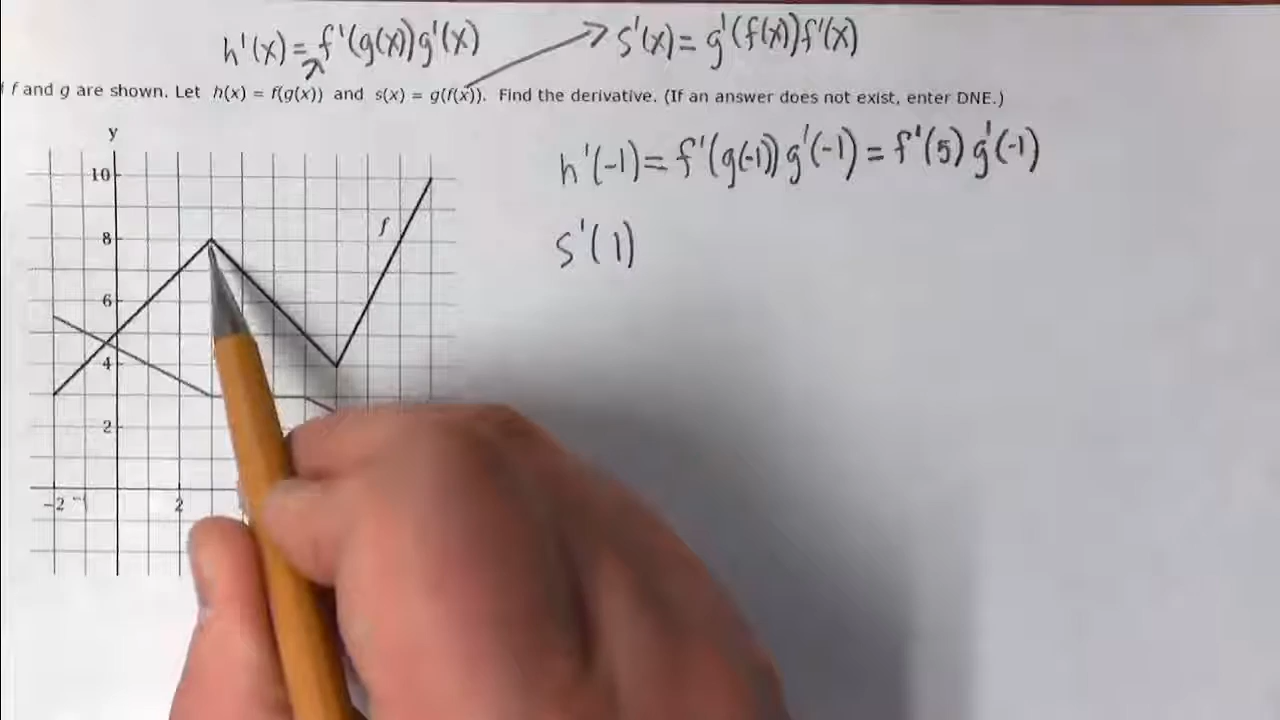 h'(x) = f'(g(x))g'(x) s'(x) = g'(f(x))f'(x)
f and g are shown. Let h(x) = f(g(x)) and s(x) = g(f(x)). Find the derivative. (If an answer does not exist, enter DNE.)
h'(-1) = f'(g(-1)) g'(-1) = f'(5) g'(-1)
s'(1)
y
10
f
8
6
4
2
-2 -1 2